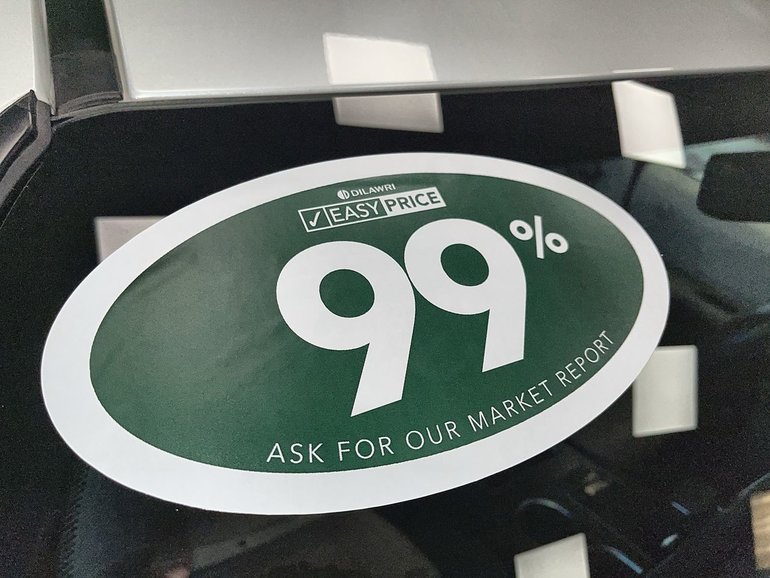 DILAWRI
EASY PRICE
99%
ASK FOR OUR MARKET REPORT